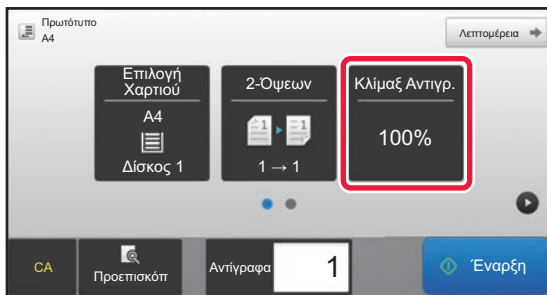 Πρωτότυπο
A4
Λεπτομέρεια
Επιλογή
Χαρτιού
A4
Δίσκος 1
2-Όψεων
1 → 1
Κλίμαξ Αντιγρ.
100%
CA
Προεπισκόπ
Αντίγραφα
1
Έναρξη